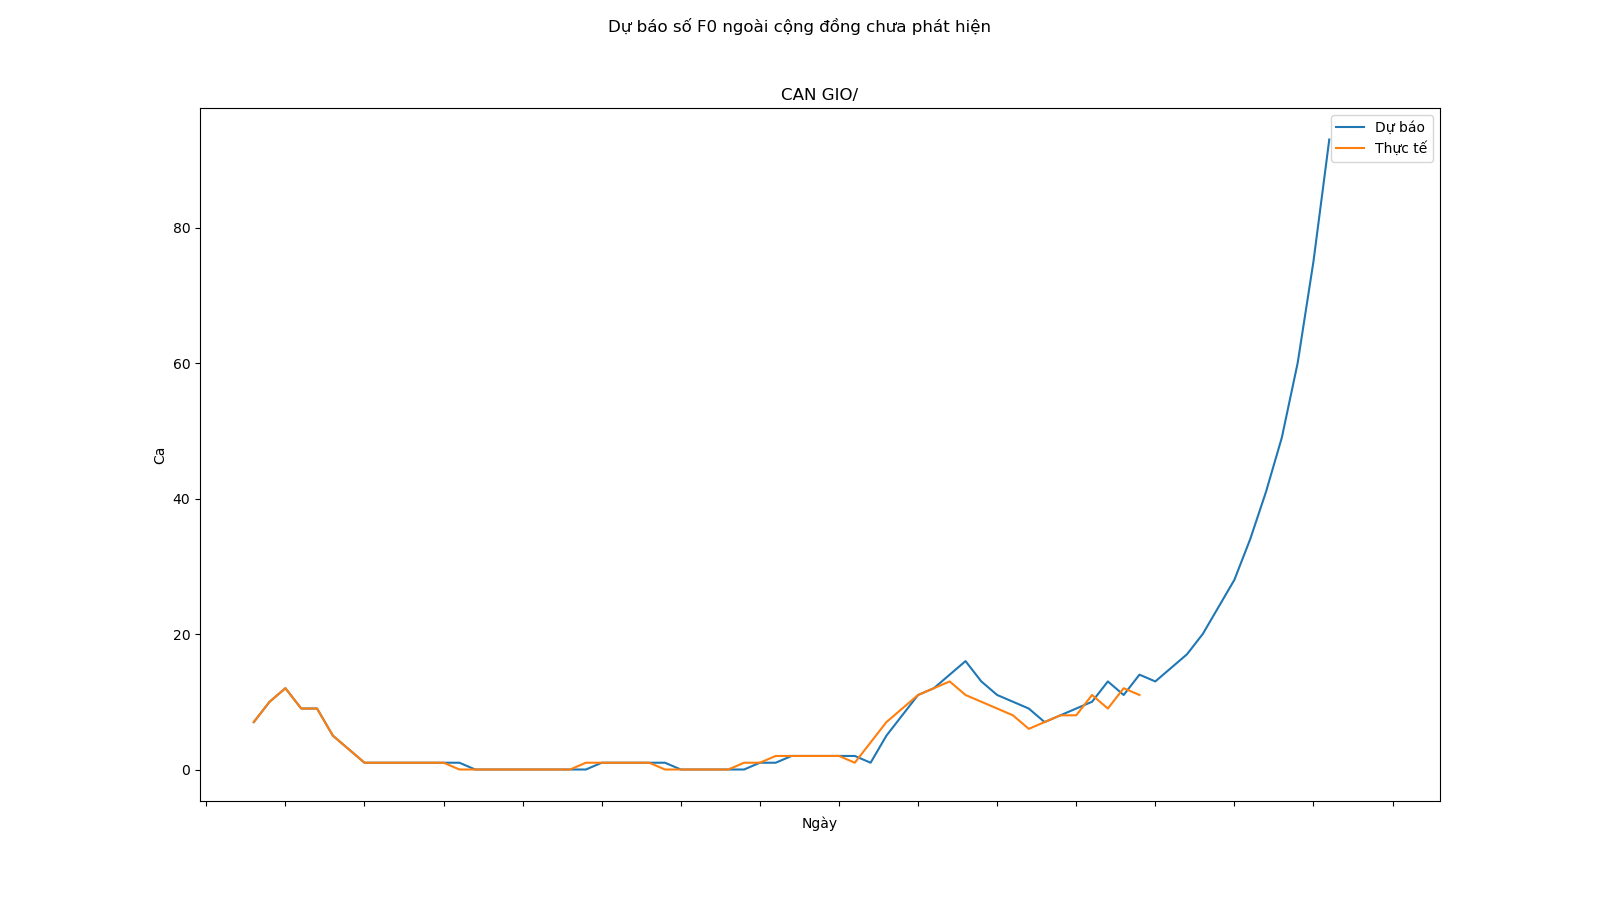 Dự báo số F0 ngoài cộng đồng chưa phát hiện
CAN GIO/
Dự báo
Thực tế
80
60
40
20
0
Ca
Ngày